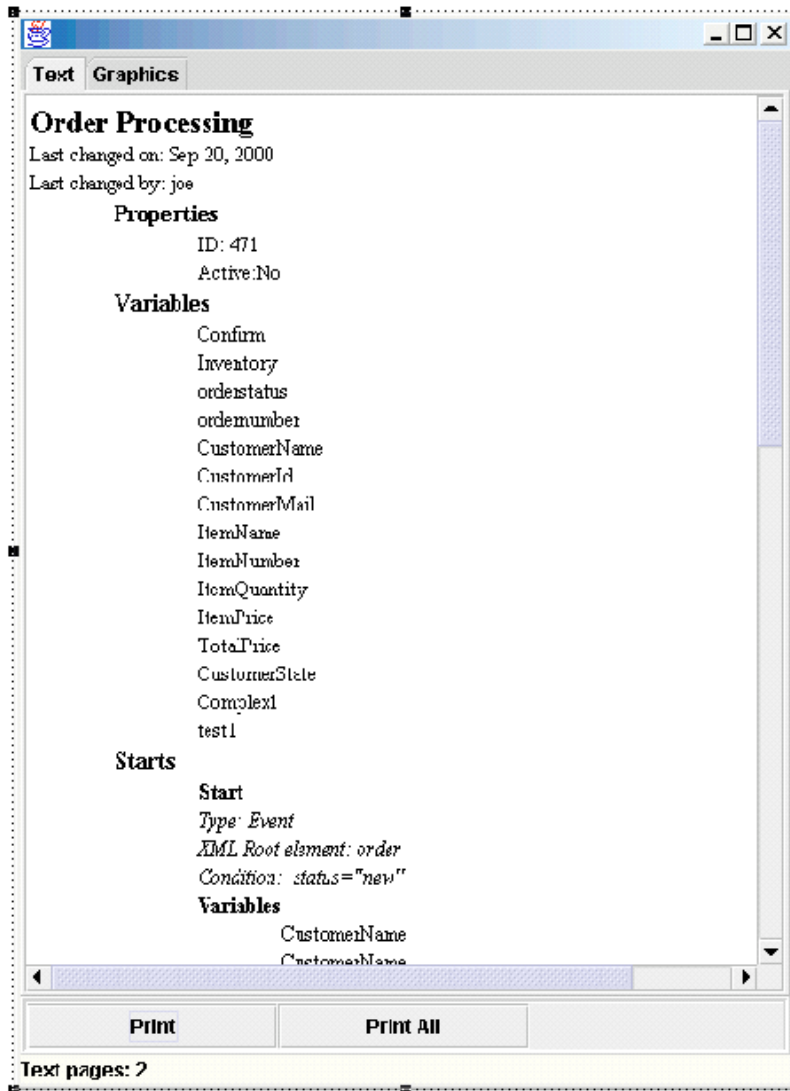 Text Graphics
Order Processing
Last changed on: Sep 20, 2000
Last changed by: joe
Properties
ID: 471
Active:No
Variables
Confirm
Inventory
orderstatus
ordernumber
CustomerName
CustomerId
CustomerMail
ItemName
ItemNumber
ItemQuantity
ItemPrice
TotalPrice
CustomerState
Complex1
test1
Starts
Start
Type: Event
XML Root element: order
Condition: status="new"
Variables
CustomerName
CustomerName
Print Print All
Text pages: 2